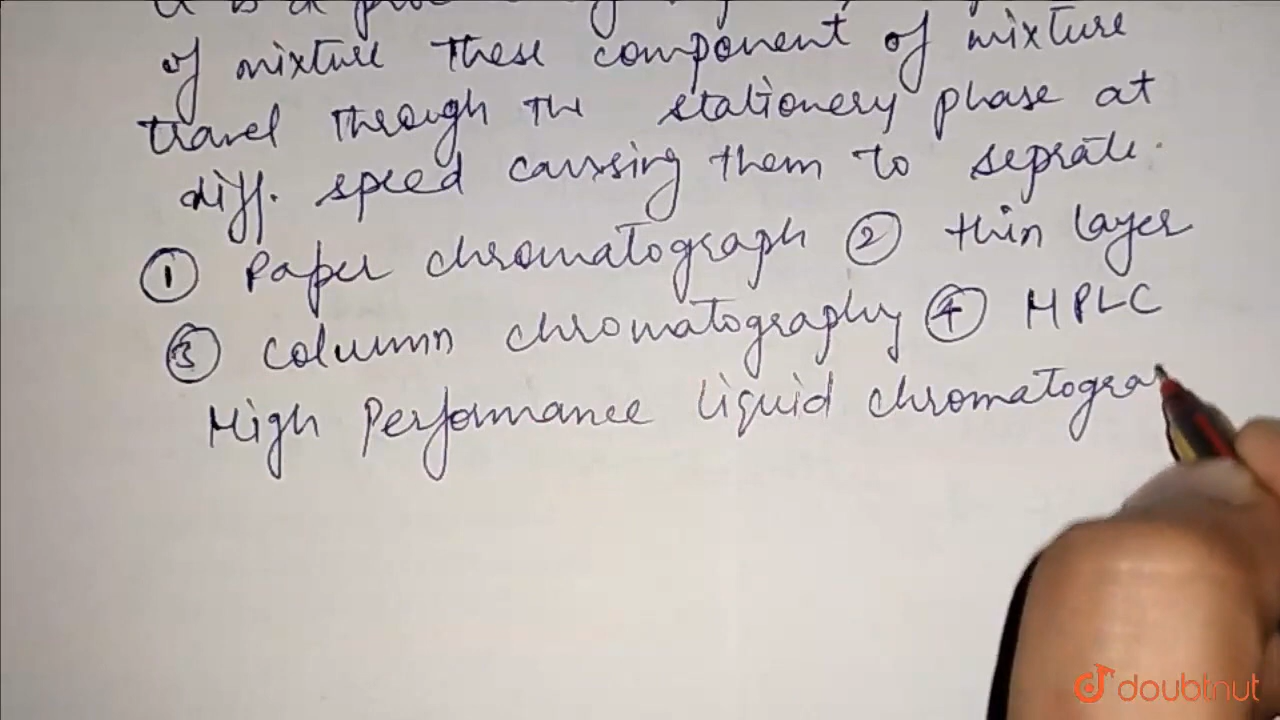 of mixture These component of mixture
travel through the stationery phase at
diff. speed caussing them to seprate.
① Paper chromatograph ② thin layer
③ column chromatography ④ HPLC
High Performance liquid chromatogra
doubtnut